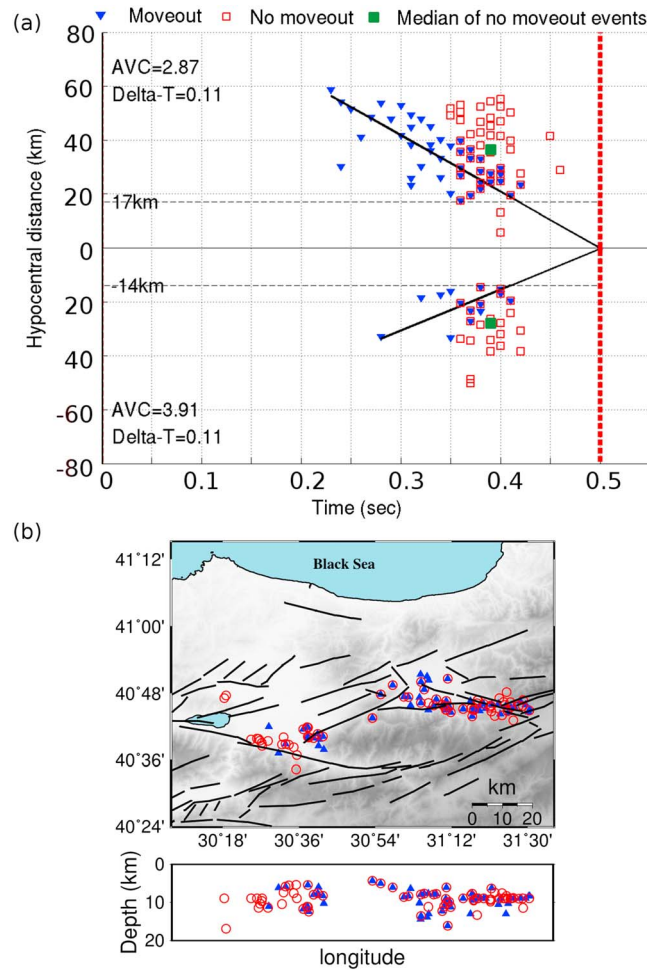 (a)
Moveout
No moveout
Median of no moveout events
80
60
40
20
0
20
-40
-60
-80
Hypocentral distance (km)
AVC=2.87
Delta-T=0.11
17km
-14km
AVC=3.91
Delta-T=0.11
0
0.1
0.2
0.3
0.4
0.5
Time (sec)
(b)
Black Sea
41˚12'
41˚00'
40˚48'
40˚36'
40˚24'
km
0 10 20
30˚18' 30˚36' 30˚54' 31˚12' 31˚30'
Depth (km)
0
10
20
longitude